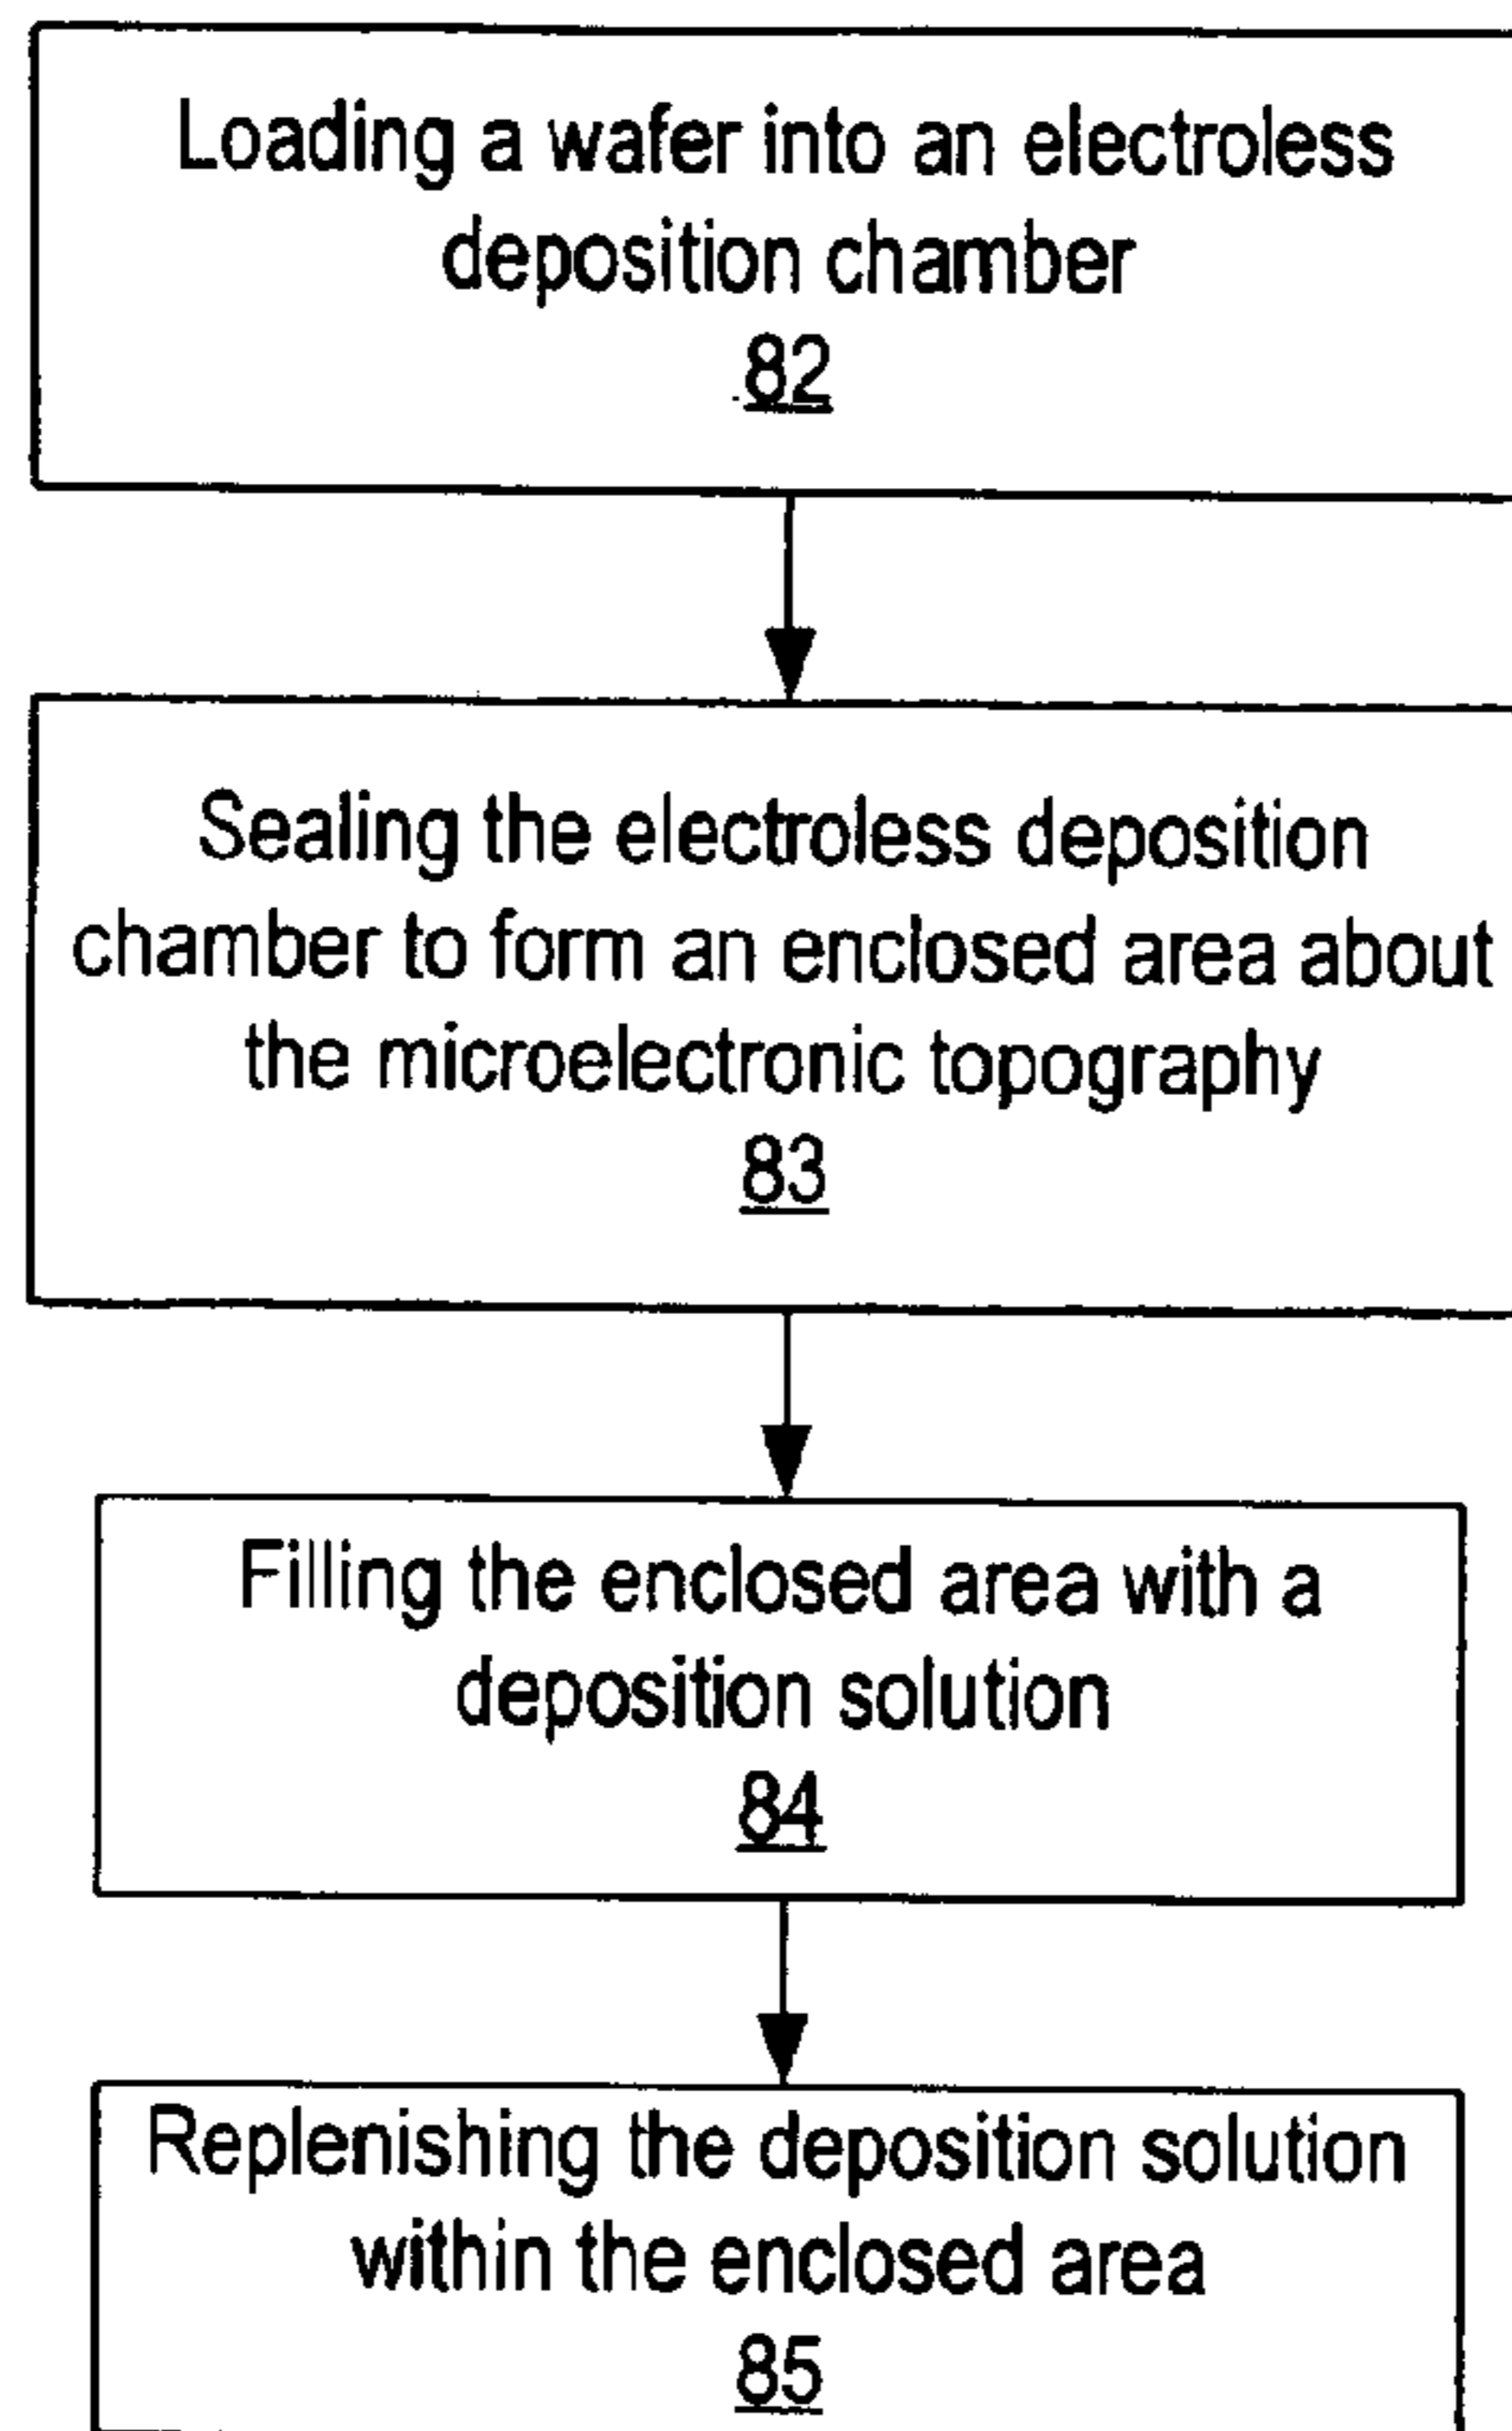 Loading a wafer into an electroless
deposition chamber
82
Sealing the electroless deposition
chamber to form an enclosed area about
the microelectronic topography
83
Filling the enclosed area with a
deposition solution
84
Replenishing the deposition solution
within the enclosed area
85